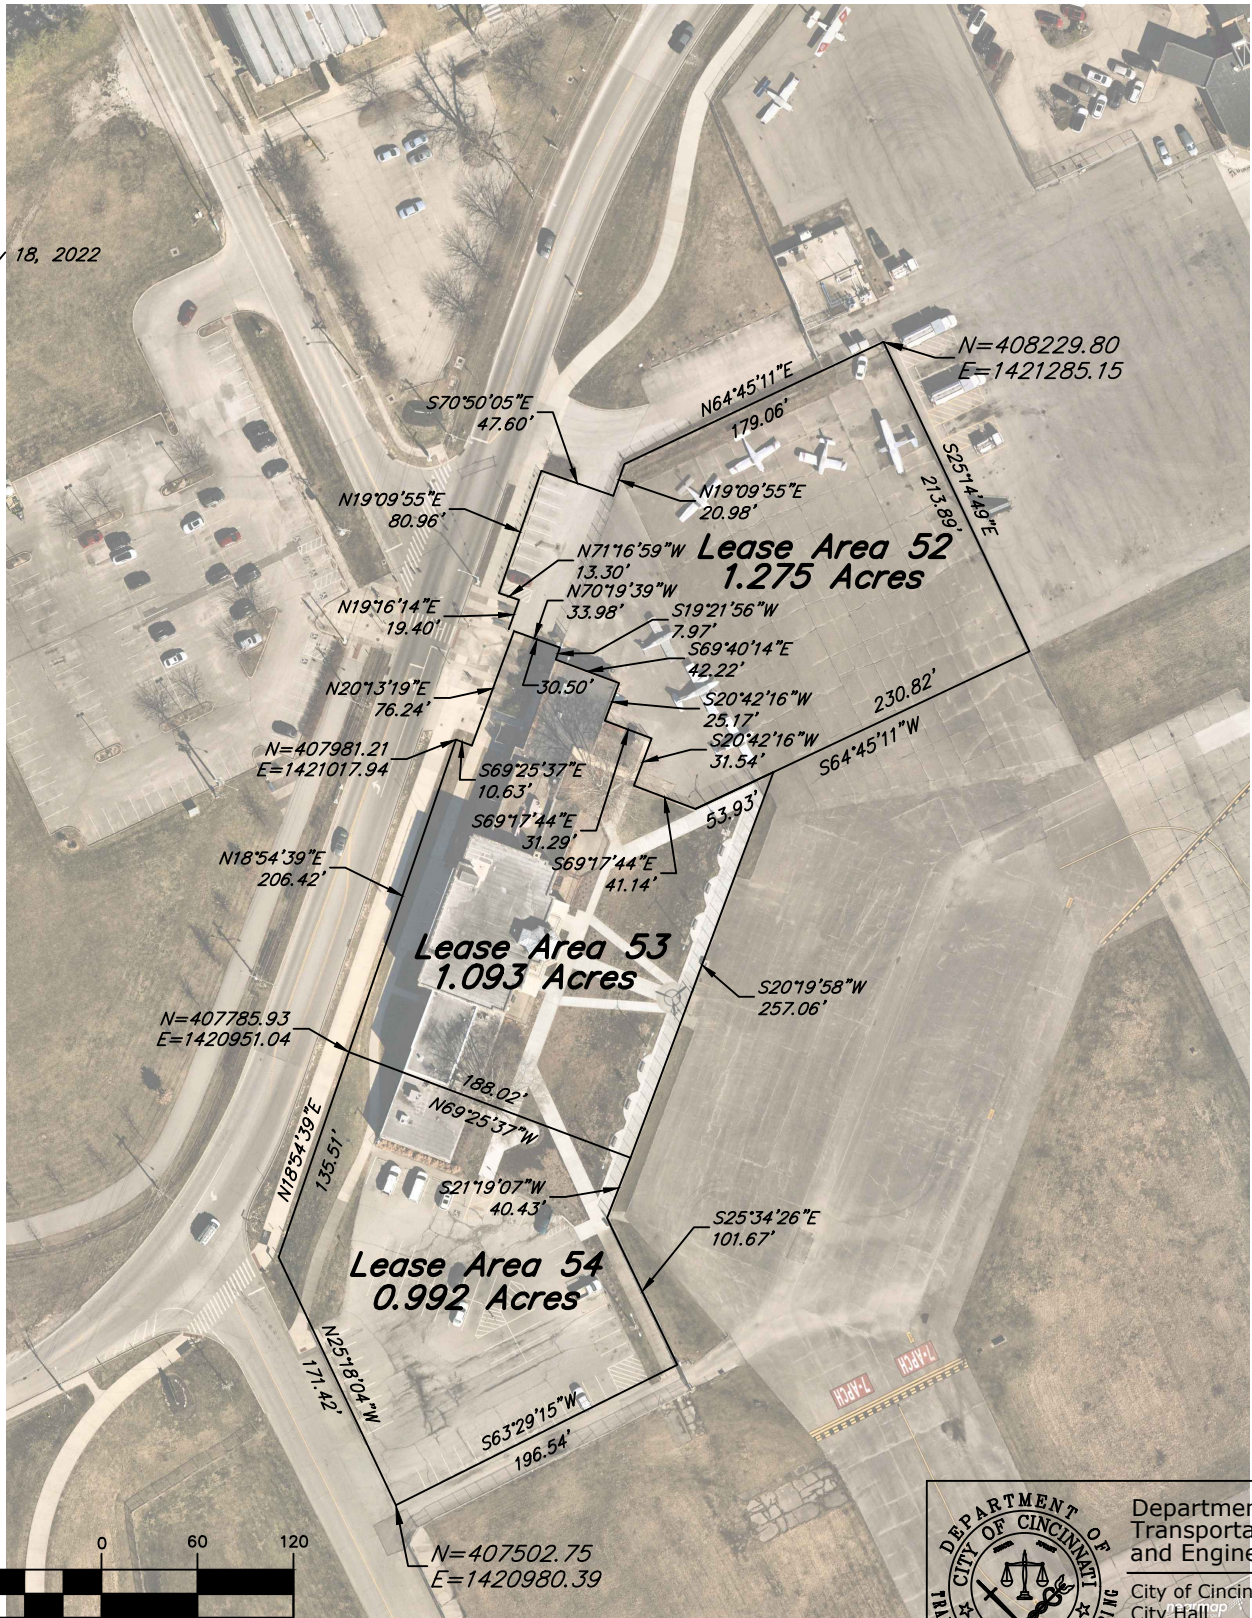 18, 2022
N=408229.80
E=1421285.15
N64°45'11"E
179.06'
S70°50'05"E
47.60'
S25°14'49"E
213.89'
N19°09'55"E
80.96'
N19°09'55"E
20.98'
Lease Area 52
1.275 Acres
N71°16'59"W
13.30'
N70°19'39"W
33.98'
N19°16'14"E
19.40'
S19°21'56"W
7.97'
S69°40'14"E
42.22'
N20°13'19"E
76.24'
30.50'
S20°42'16"W
25.17'
230.82'
S64°45'11"W
S20°42'16"W
31.54'
N=407981.21
E=1421017.94
S69°25'37"E
10.63'
53.93'
S69°17'44"E
31.29'
S69°17'44"E
41.14'
N18°54'39"E
206.42'
Lease Area 53
1.093 Acres
S20°19'58"W
257.06'
N=407785.93
E=1420951.04
188.02'
N69°25'37"W
N18°54'39"E
135.51'
S21°19'07"W
40.43'
S25°34'26"E
101.67'
Lease Area 54
0.992 Acres
N25°18'04"W
171.42'
7-APCH
7-APCH
S63°29'15"W
196.54'
N=407502.75
E=1420980.39
0 60 120
DEPARTMENT OF
CITY OF CINCINNATI
Transporta
and Engine
City of Cincin
City Hall
nearmap